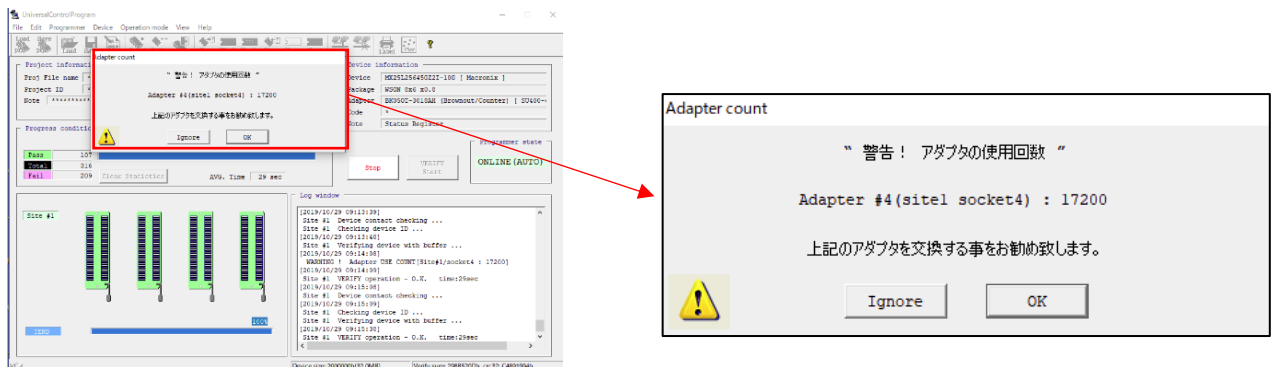 UniversalControlProgram
File Edit Programmer Device Operation mode View Help
Project informati
Proj File name
Project ID
Note
Progress conditi
Pass 107
Total 316
Fail 209 Clear Statistics AVG. Time 29 sec
Adapter count
" 警告！ アダプタの使用回数 "
Adapter #4(site1 socket4) : 17200
上記のアダプタを交換する事をお勧め致します。
Ignore OK
Device information
Device MX25L25645GZ2I-10G [ Macronix ]
Package WSON 8x6 x0.8
Adapter
Code *
Note Status Register
Programmer state
Stop VERIFY Start ONLINE(AUTO)
Site #1
100%
ZERO
Log window
[2019/10/29 09:13:39]
Site #1 Device contact checking ...
Site #1 Checking device ID ...
[2019/10/29 09:13:40]
Site #1 Verifying device with buffer ...
[2019/10/29 09:14:08]
WARNING ! Adapter USE COUNT[Site#1/socket4 : 17200]
[2019/10/29 09:14:09]
Site #1 VERIFY operation - O.K. time:29sec
[2019/10/29 09:15:08]
Site #1 Device contact checking ...
[2019/10/29 09:15:09]
Site #1 Checking device ID ...
Site #1 Verifying device with buffer ...
[2019/10/29 09:15:38]
Site #1 VERIFY operation - O.K. time:29sec
Adapter count
" 警告！ アダプタの使用回数 "
Adapter #4(site1 socket4) : 17200
上記のアダプタを交換する事をお勧め致します。
Ignore OK